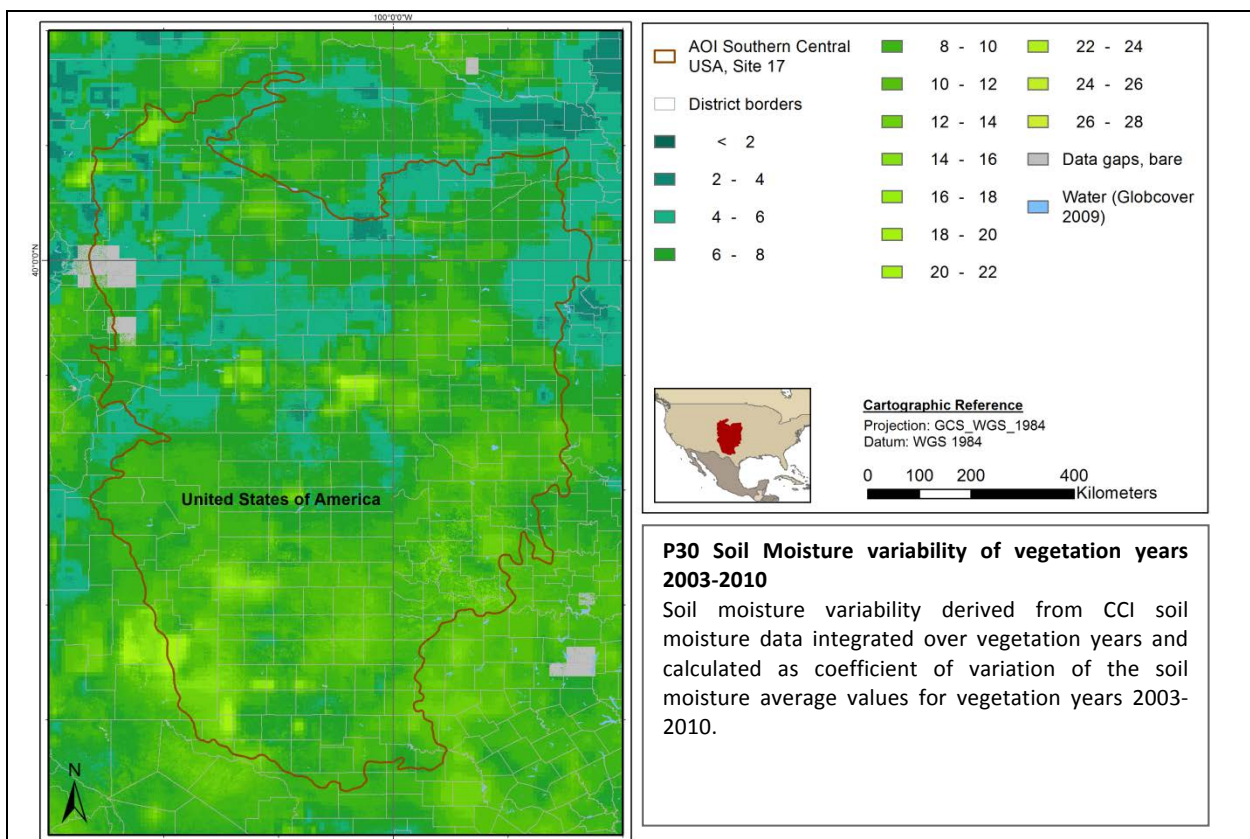 100°0'0"W
40°0'0"N
United States of America
N
AOI Southern Central
USA, Site 17
District borders
< 2
2 - 4
4 - 6
6 - 8
8 - 10
10 - 12
12 - 14
14 - 16
16 - 18
18 - 20
20 - 22
22 - 24
24 - 26
26 - 28
Data gaps, bare
Water (Globcover
2009)
Cartographic Reference
Projection: GCS_WGS_1984
Datum: WGS 1984
0 100 200 400
Kilometers
P30 Soil Moisture variability of vegetation years
2003-2010
Soil moisture variability derived from CCI soil
moisture data integrated over vegetation years and
calculated as coefficient of variation of the soil
moisture average values for vegetation years 2003-
2010.